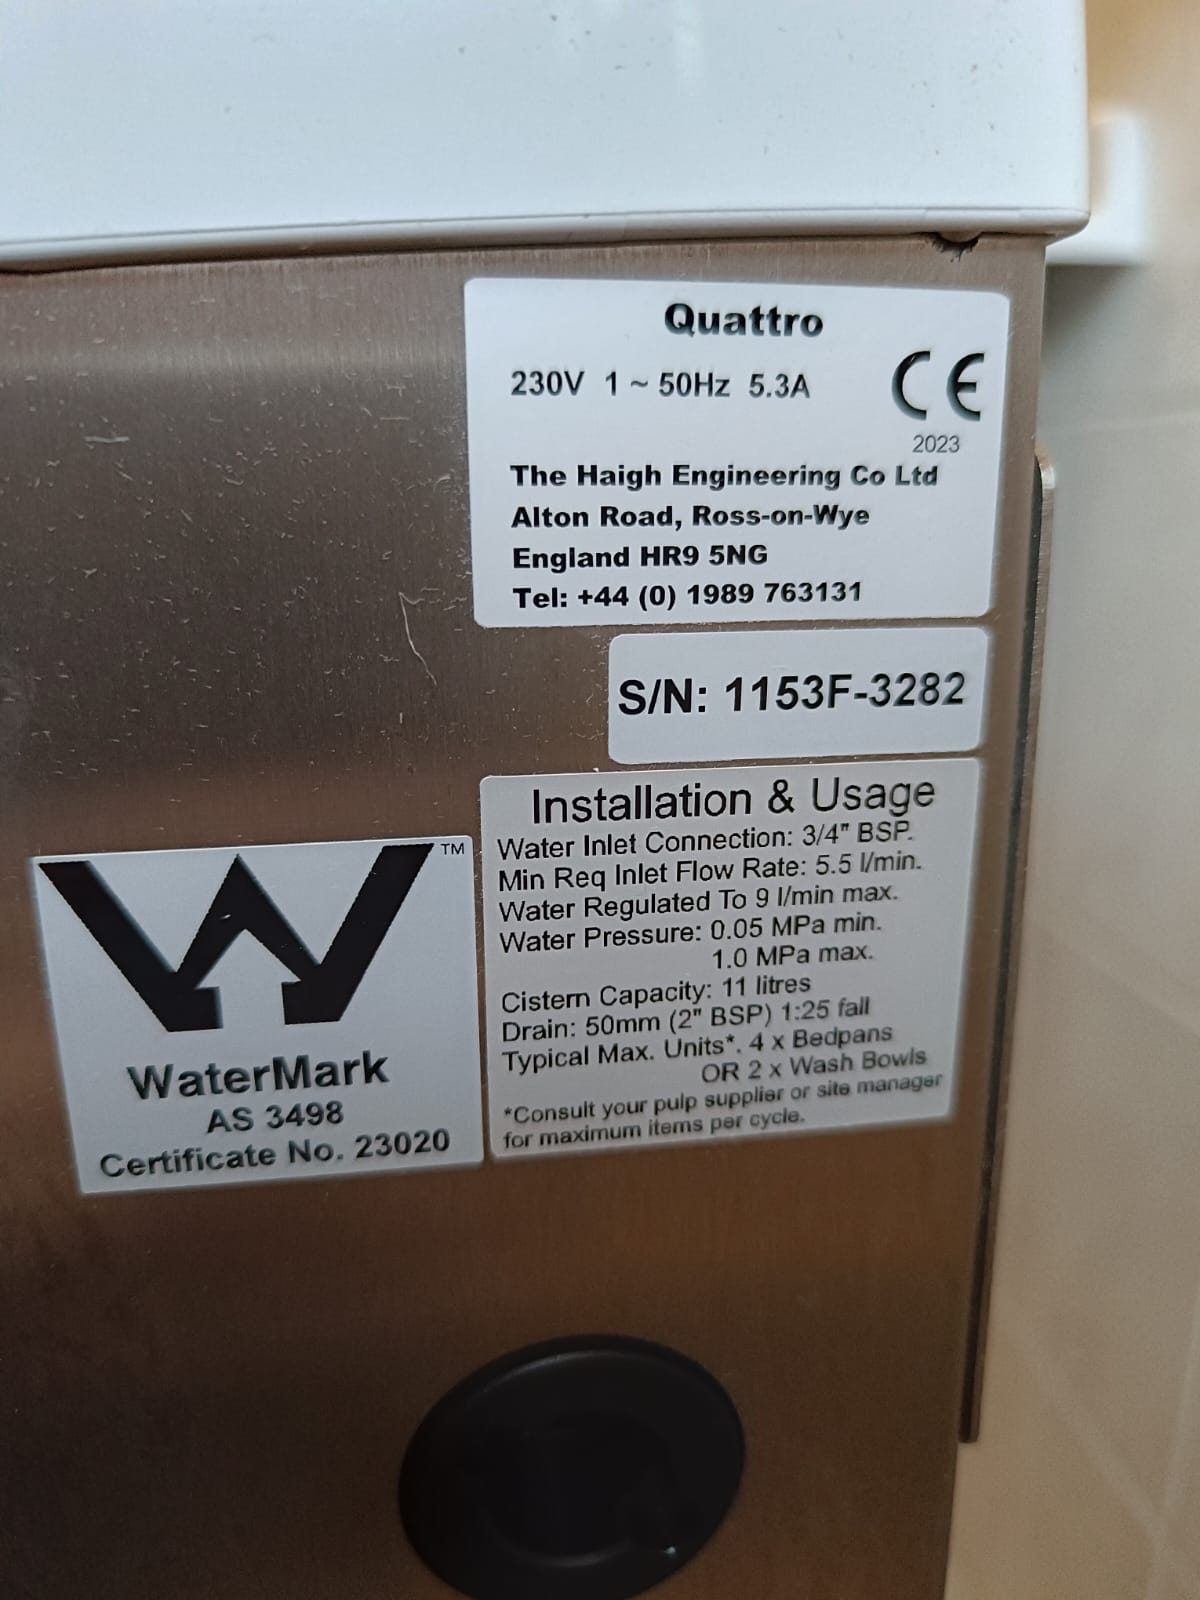 Quattro
230V 1 ~ 50Hz 5.3A
CE
2023
The Haigh Engineering Co Ltd
Alton Road, Ross-on-Wye
England HR9 5NG
Tel: +44 (0) 1989 763131
S/N: 1153F-3282
Installation & Usage
Water Inlet Connection: 3/4" BSP.
Min Req Inlet Flow Rate: 5.5 l/min.
Water Regulated To 9 l/min max.
Water Pressure: 0.05 MPa min.
1.0 MPa max.
Cistern Capacity: 11 litres
Drain: 50mm (2" BSP) 1:25 fall
Typical Max. Units*. 4 x Bedpans
OR 2 x Wash Bowls
*Consult your pulp supplier or site manager
for maximum items per cycle.
TM
WaterMark
AS 3498
Certificate No. 23020